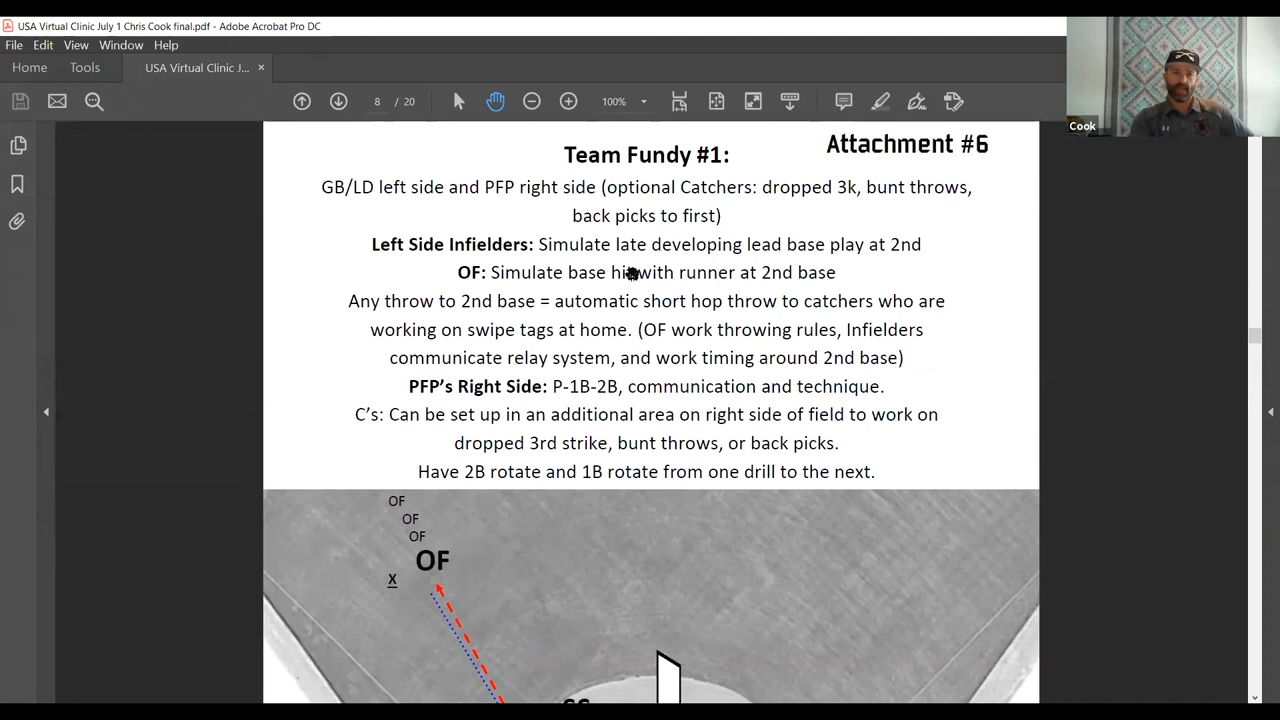 USA Virtual Clinic July 1 Chris Cook final.pdf - Adobe Acrobat Pro DC
File Edit View Window Help
Home Tools USA Virtual Clinic J... ×
8 / 20 100%
Cook
Attachment #6
Team Fundy #1:
GB/LD left side and PFP right side (optional Catchers: dropped 3k, bunt throws,
back picks to first)
Left Side Infielders: Simulate late developing lead base play at 2nd
OF: Simulate base hit with runner at 2nd base
Any throw to 2nd base = automatic short hop throw to catchers who are
working on swipe tags at home. (OF work throwing rules, Infielders
communicate relay system, and work timing around 2nd base)
PFP's Right Side: P-1B-2B, communication and technique.
C's: Can be set up in an additional area on right side of field to work on
dropped 3rd strike, bunt throws, or back picks.
Have 2B rotate and 1B rotate from one drill to the next.
OF
OF
OF
OF
X